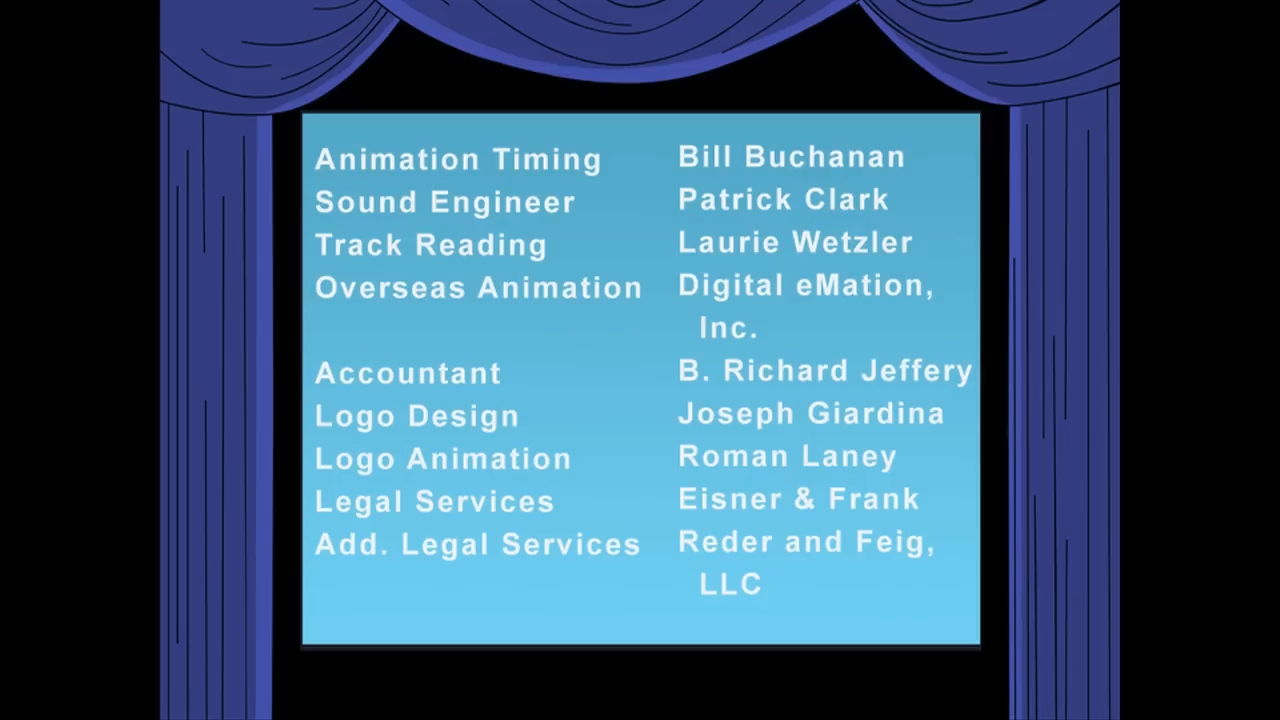 Animation Timing Bill Buchanan
Sound Engineer Patrick Clark
Track Reading Laurie Wetzler
Overseas Animation Digital eMation,
Inc.
Accountant B. Richard Jeffery
Logo Design Joseph Giardina
Logo Animation Roman Laney
Legal Services Eisner & Frank
Add. Legal Services Reder and Feig,
LLC